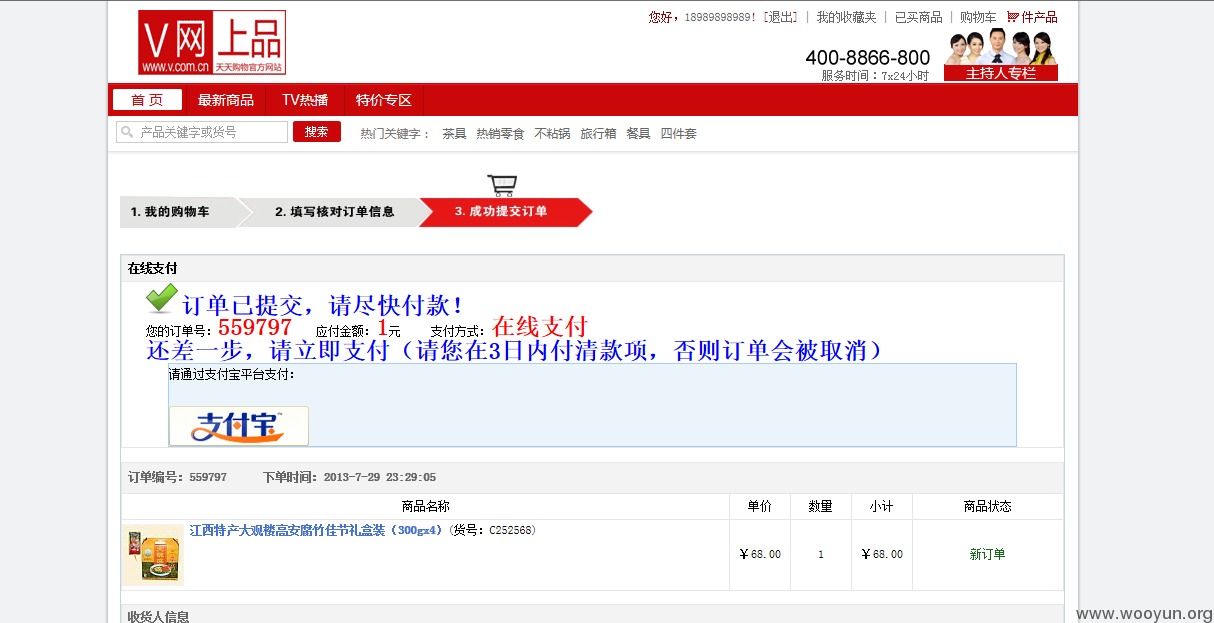 V网上品
www.v.com.cn 天天购物官方网站
您好，18989898989！[退出] | 我的收藏夹 | 已买商品 | 购物车 件产品
400-8866-800
服务时间：7x24小时
主持人专栏
首 页 最新商品 TV热播 特价专区
产品关键字或货号 搜索 热门关键字： 茶具 热销零食 不粘锅 旅行箱 餐具 四件套
1. 我的购物车 2. 填写核对订单信息 3. 成功提交订单
在线支付
订单已提交，请尽快付款！
您的订单号：559797 应付金额：1元 支付方式：在线支付
还差一步，请立即支付（请您在3日内付清款项，否则订单会被取消）
请通过支付宝平台支付：
支付宝™
订单编号：559797 下单时间：2013-7-29 23:29:05
商品名称 单价 数量 小计 商品状态
江西特产大观楼高安腐竹佳节礼盒装（300gx4）(货号：C252568)
￥68.00 1 ￥68.00 新订单
收货人信息
www.wooyun.org